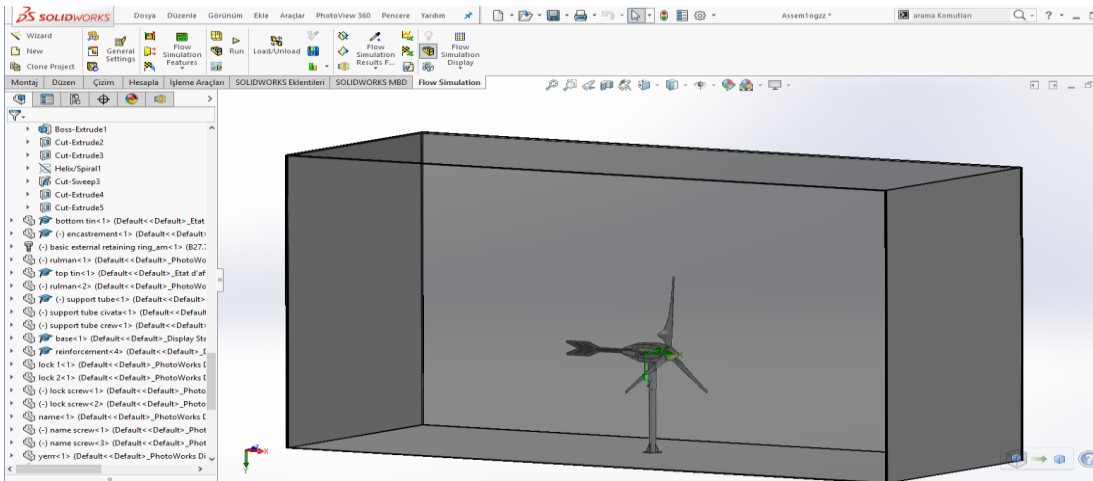 SOLIDWORKS Dosya Düzenle Görünüm Ekle Araçlar PhotoView 360 Pencere Yardım Assem1ogzz * arama Komutları
Wizard
New
Clone Project
General Settings
Flow Simulation Features
Run
Load/Unload
Flow Simulation Results F...
Flow Simulation Display
Montaj Düzen Çizim Hesapla İşleme Araçları SOLIDWORKS Eklentileri SOLIDWORKS MBD Flow Simulation
Boss-Extrude1
Cut-Extrude2
Cut-Extrude3
Helix/Spiral1
Cut-Sweep3
Cut-Extrude4
Cut-Extrude5
bottom tin<1> (Default<<Default>_Etat
(-) encastrement<1> (Default<<Default>
(-) basic external retaining ring_am<1> (B27.7
(-) rulman<1> (Default<<Default>_PhotoWo
top tin<1> (Default<<Default>_Etat d'af
(-) rulman<2> (Default<<Default>_PhotoWo
(-) support tube<1> (Default<<Default>
(-) support tube civata<1> (Default<<Default
(-) support tube crew<1> (Default<<Default>
base<1> (Default<<Default>_Display Sta
reinforcement<4> (Default<<Default>_D
lock 1<1> (Default<<Default>_PhotoWorks D
lock 2<1> (Default<<Default>_PhotoWorks D
(-) lock screw<1> (Default<<Default>_Photo
(-) lock screw<2> (Default<<Default>_Photo
name<1> (Default<<Default>_PhotoWorks D
(-) name screw<1> (Default<<Default>_Phot
(-) name screw<3> (Default<<Default>_Phot
(-) yerrr<1> (Default<<Default>_PhotoWorks Di